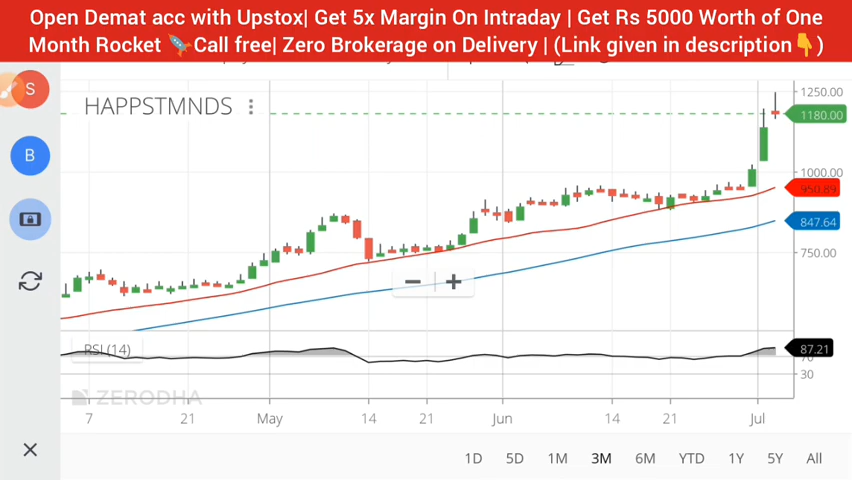 Open Demat acc with Upstox| Get 5x Margin On Intraday | Get Rs 5000 Worth of One
Month Rocket 🚀Call free| Zero Brokerage on Delivery | (Link given in description👇)
S
HAPPSTMNDS
1250.00
1180.00
B
1000.00
950.89
847.64
750.00
RSI(14)
87.21
70
30
ZERODHA
7 21 May 14 21 Jun 14 21 Jul
1D 5D 1M 3M 6M YTD 1Y 5Y All